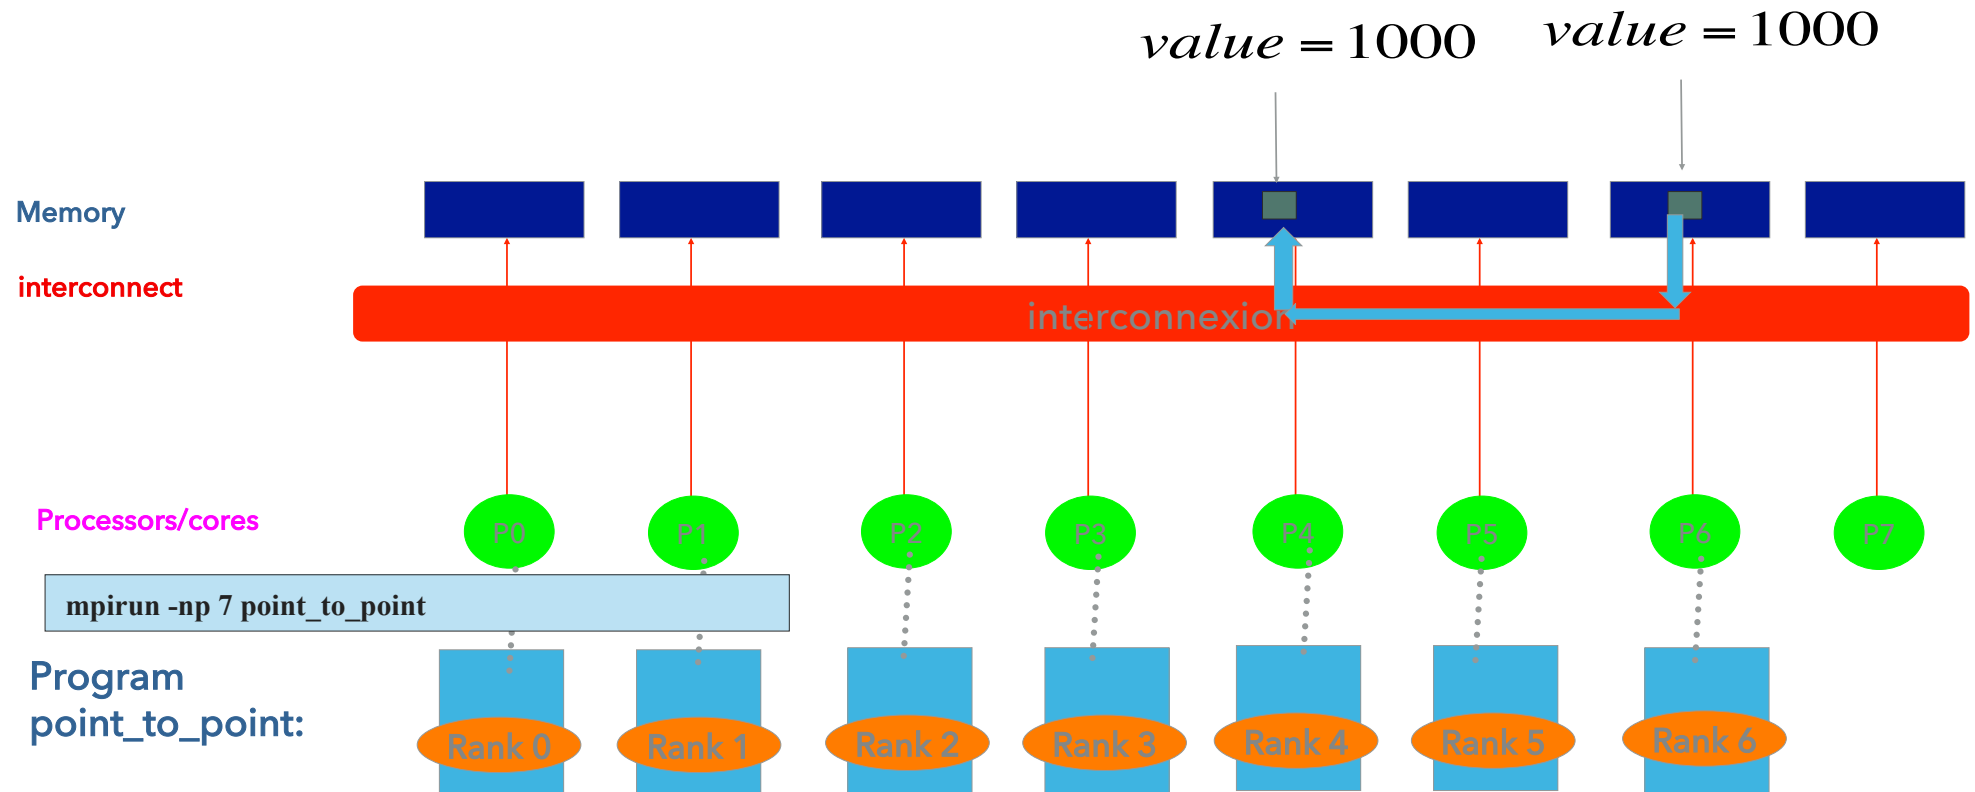 value = 1000
value = 1000
Memory
interconnect
interconnexion
Processors/cores
P0
P1
P2
P3
P4
P5
P6
P7
mpirun -np 7 point_to_point
Program
point_to_point:
Rank 0
Rank 1
Rank 2
Rank 3
Rank 4
Rank 5
Rank 6